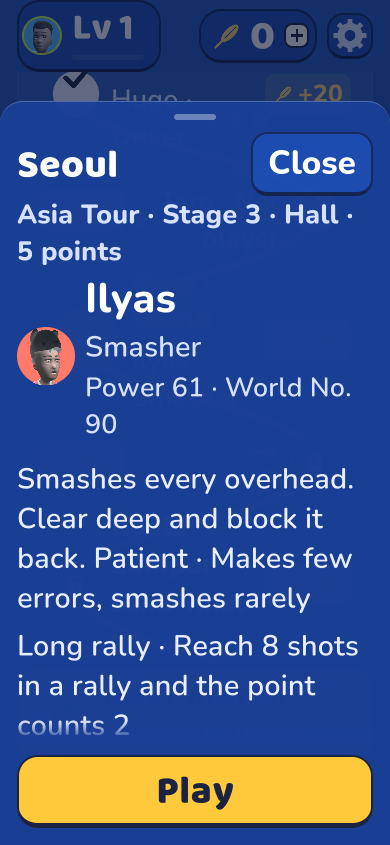 Lv 1
0
Huge ·
+20
Seoul
Close
Asia Tour · Stage 3 · Hall ·
5 points
Ilyas
Smasher
Power 61 · World No.
90
Smashes every overhead.
Clear deep and block it
back. Patient · Makes few
errors, smashes rarely
Long rally · Reach 8 shots
in a rally and the point
counts 2
Play